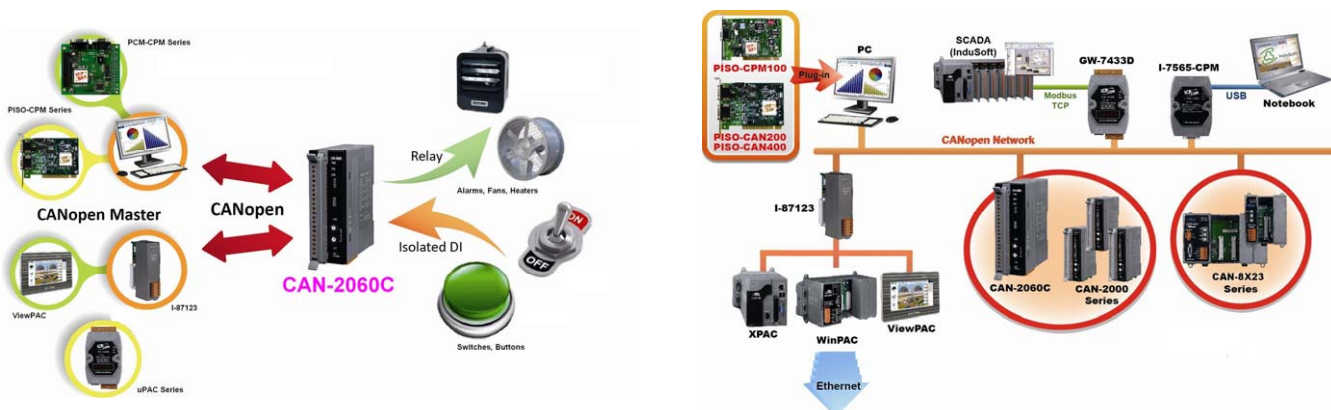 PCM-CPM Series
PISO-CPM Series
CANopen Master
ViewPAC
I-87123
uPAC Series
CANopen
CAN-2060C
Relay
Alarms, Fans, Heaters
Isolated DI
ON
OFF
Switches, Buttons
PISO-CPM100
PISO-CAN200
PISO-CAN400
Plug-in
PC
SCADA
(InduSoft)
Modbus
TCP
GW-7433D
I-7565-CPM
USB
Notebook
CANopen Network
I-87123
XPAC
WinPAC
ViewPAC
Ethernet
CAN-2060C
CAN-2000
Series
CAN-8X23
Series